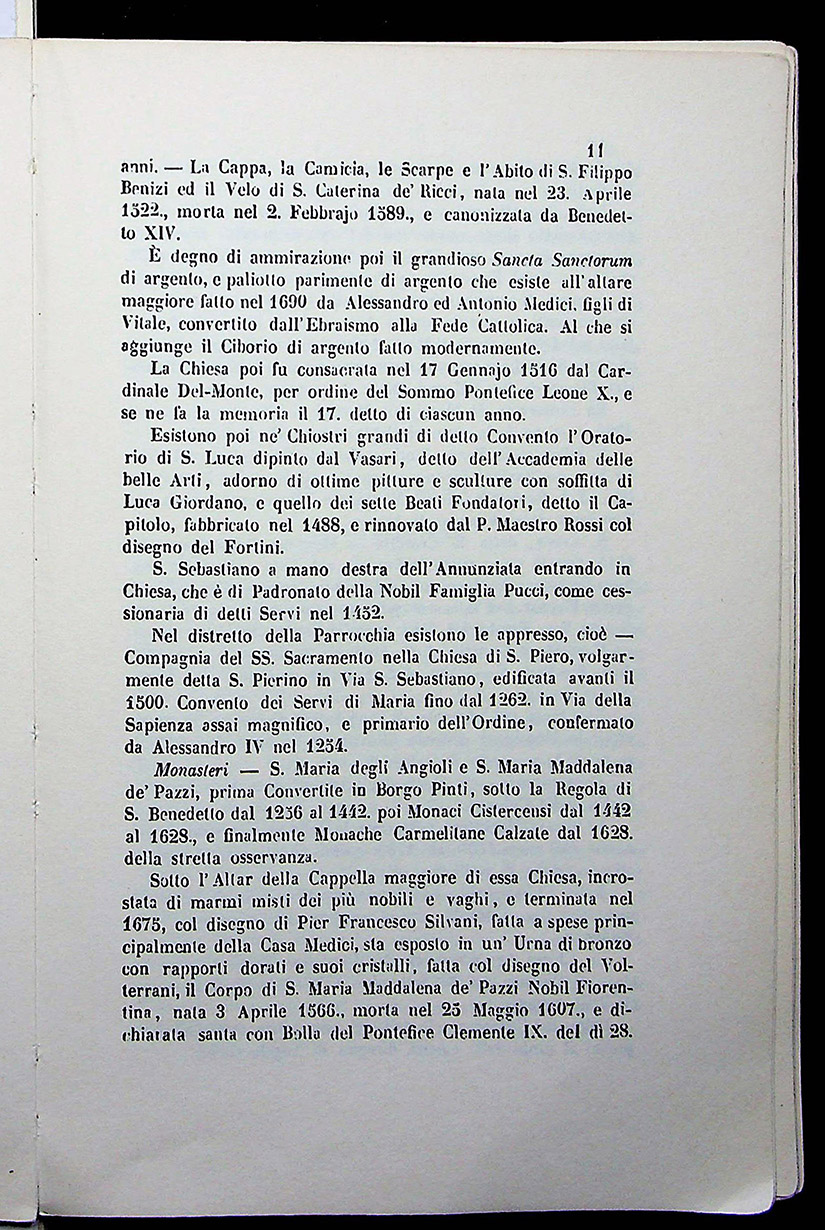 11
anni. — La Cappa, la Camicia, le Scarpe e l'Abito di S. Filippo
Benizi ed il Velo di S. Caterina de' Ricci, nata nel 23. Aprile
1522., morta nel 2. Febbrajo 1589., e canonizzata da Benedet-
to XIV.
È degno di ammirazione poi il grandioso Sancta Sanctorum
di argento, e paliotto parimente di argento che esiste all'altare
maggiore fatto nel 1690 da Alessandro ed Antonio Medici, figli di
Vitale, convertito dall'Ebraismo alla Fede Cattolica. Al che si
aggiunge il Ciborio di argento fatto modernamente.
La Chiesa poi fu consacrata nel 17 Gennajo 1516 dal Car-
dinale Del-Monte, per ordine del Sommo Pontefice Leone X., e
se ne fa la memoria il 17. detto di ciascun anno.
Esistono poi ne' Chiostri grandi di detto Convento l'Orato-
rio di S. Luca dipinto dal Vasari, detto dell'Accademia delle
belle Arti, adorno di ottime pitture e sculture con soffitta di
Luca Giordano, e quello dei sette Beati Fondatori, detto il Ca-
pitolo, fabbricato nel 1488, e rinnovato dal P. Maestro Rossi col
disegno del Fortini.
S. Sebastiano a mano destra dell'Annunziata entrando in
Chiesa, che è di Padronato della Nobil Famiglia Pucci, come ces-
sionaria di detti Servi nel 1452.
Nel distretto della Parrocchia esistono le appresso, cioè —
Compagnia del SS. Sacramento nella Chiesa di S. Piero, volgar-
mente detta S. Pierino in Via S. Sebastiano, edificata avanti il
1500. Convento dei Servi di Maria fino dal 1262. in Via della
Sapienza assai magnifico, e primario dell'Ordine, confermato
da Alessandro IV nel 1254.
Monasteri — S. Maria degli Angioli e S. Maria Maddalena
de' Pazzi, prima Convertite in Borgo Pinti, sotto la Regola di
S. Benedetto dal 1256 al 1442. poi Monaci Cistercensi dal 1442
al 1628., e finalmente Monache Carmelitane Calzate dal 1628.
della stretta osservanza.
Sotto l'Altar della Cappella maggiore di essa Chiesa, incro-
stata di marmi misti dei più nobili e vaghi, e terminata nel
1675, col disegno di Pier Francesco Silvani, fatta a spese prin-
cipalmente della Casa Medici, sta esposto in un' Urna di bronzo
con rapporti dorati e suoi cristalli, fatta col disegno del Vol-
terrani, il Corpo di S. Maria Maddalena de' Pazzi Nobil Fioren-
tina, nata 3 Aprile 1566., morta nel 25 Maggio 1607., e di-
chiarata santa con Bolla del Pontefice Clemente IX. del dì 28.